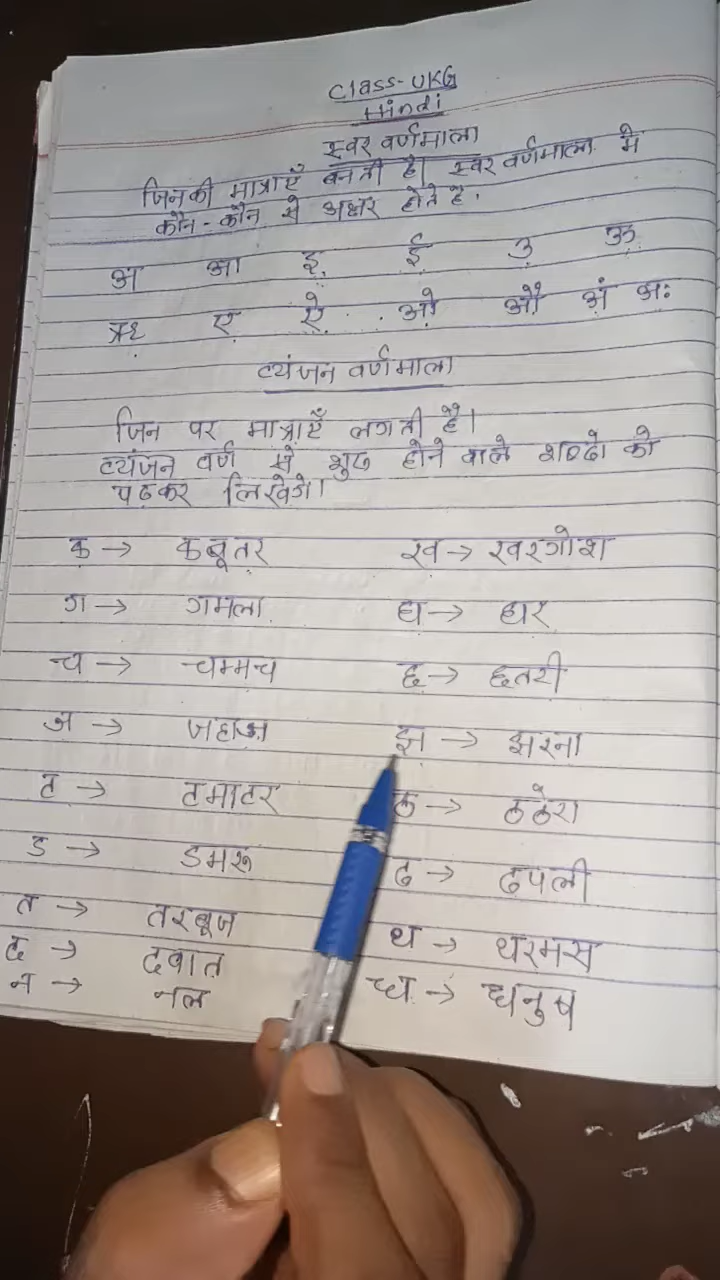 Class-UKG
Hindi
स्वर वर्णमाला
जिनकी मात्राएँ बनती है। स्वर वर्णमाला में
कौन-कौन से अक्षर होते है.
अ आ इ ई उ ऊ
ऋ ए ऐ ओ औ अं अः
व्यंजन वर्णमाला
जिन पर मात्राएँ लगती है।
व्यंजन वर्ण से शुरु होने वाले शब्दो को
पढ़कर लिखेगे।
क → कबूतर ख → खरगोश
ग → गमला घ → घर
च → चम्मच छ → छतरी
ज → जहाज झ → झरना
ट → टमाटर ठ → ठठेरा
ड → डमरू ढ → ढपली
त → तरबूज थ → थरमस
द → दवात ध → धनुष
न → नल